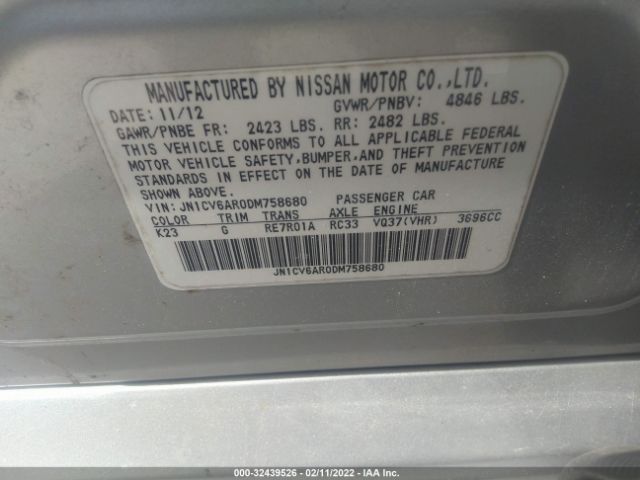 MANUFACTURED BY NISSAN MOTOR CO.,LTD.
DATE: 11/12 GVWR/PNBV: 4846 LBS.
GAWR/PNBE FR: 2423 LBS. RR: 2482 LBS.
THIS VEHICLE CONFORMS TO ALL APPLICABLE FEDERAL
MOTOR VEHICLE SAFETY,BUMPER,AND THEFT PREVENTION
STANDARDS IN EFFECT ON THE DATE OF MANUFACTURE
SHOWN ABOVE.
VIN: JN1CV6AR0DM758680 PASSENGER CAR
COLOR TRIM TRANS AXLE ENGINE
K23 G RE7R01A RC33 VQ37(VHR) 3696CC
JN1CV6AR0DM758680
000-32439526 - 02/11/2022 - IAA Inc.